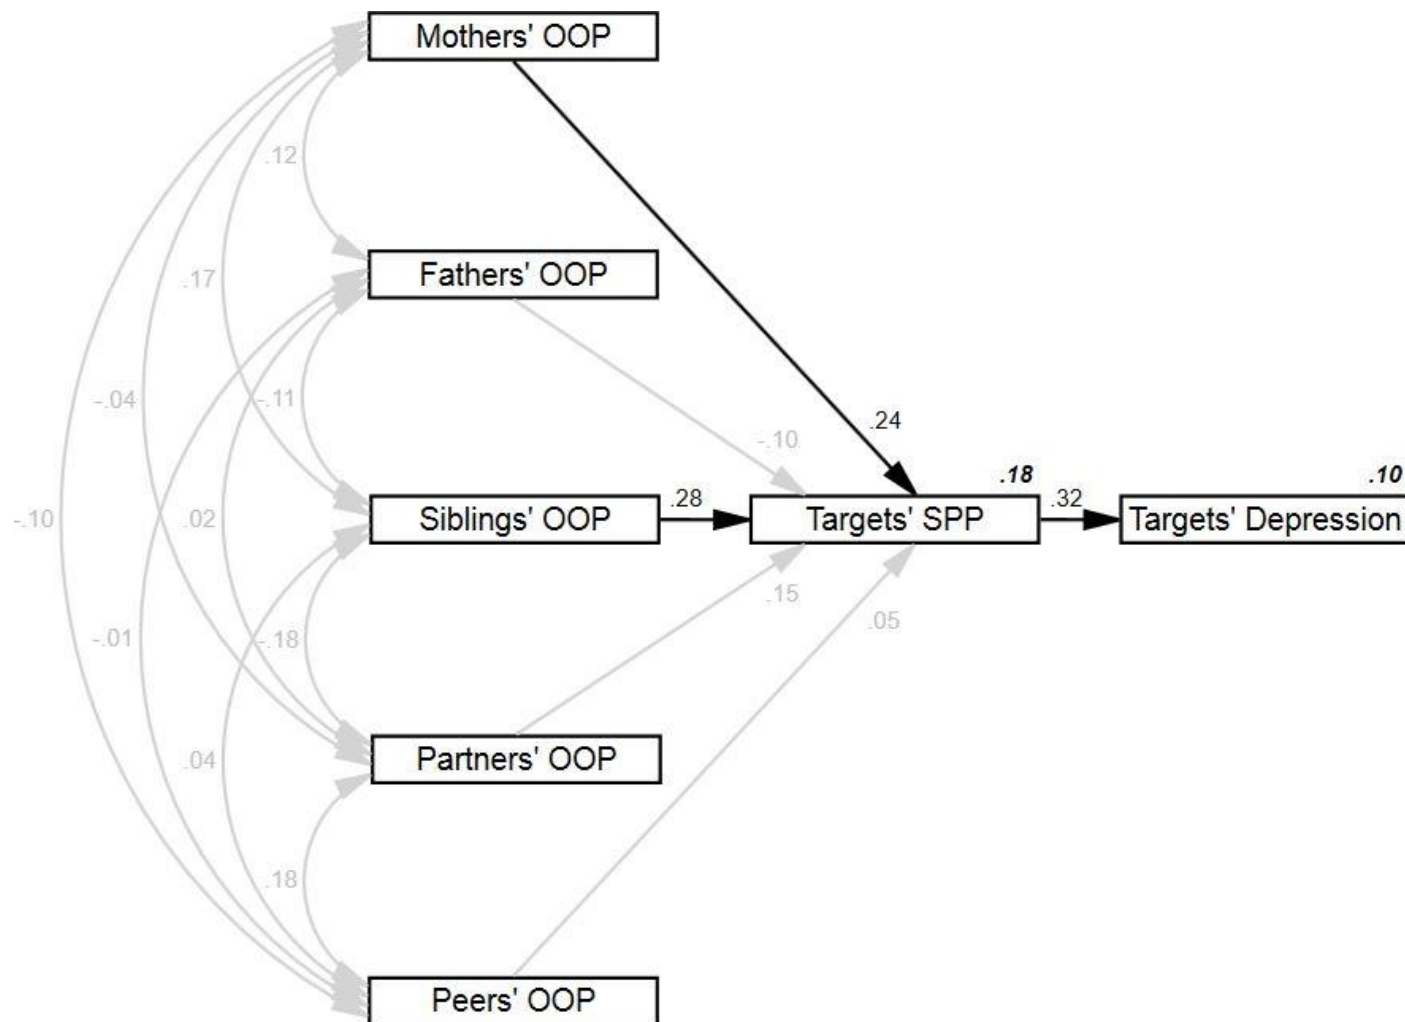 Mothers' OOP
.12
Fathers' OOP
.17
-.04
-.11
-.10
.24
.18
.10
.28
.32
Siblings' OOP
Targets' SPP
Targets' Depression
-.10
.02
.15
.05
-.01
-.18
.04
Partners' OOP
.18
Peers' OOP